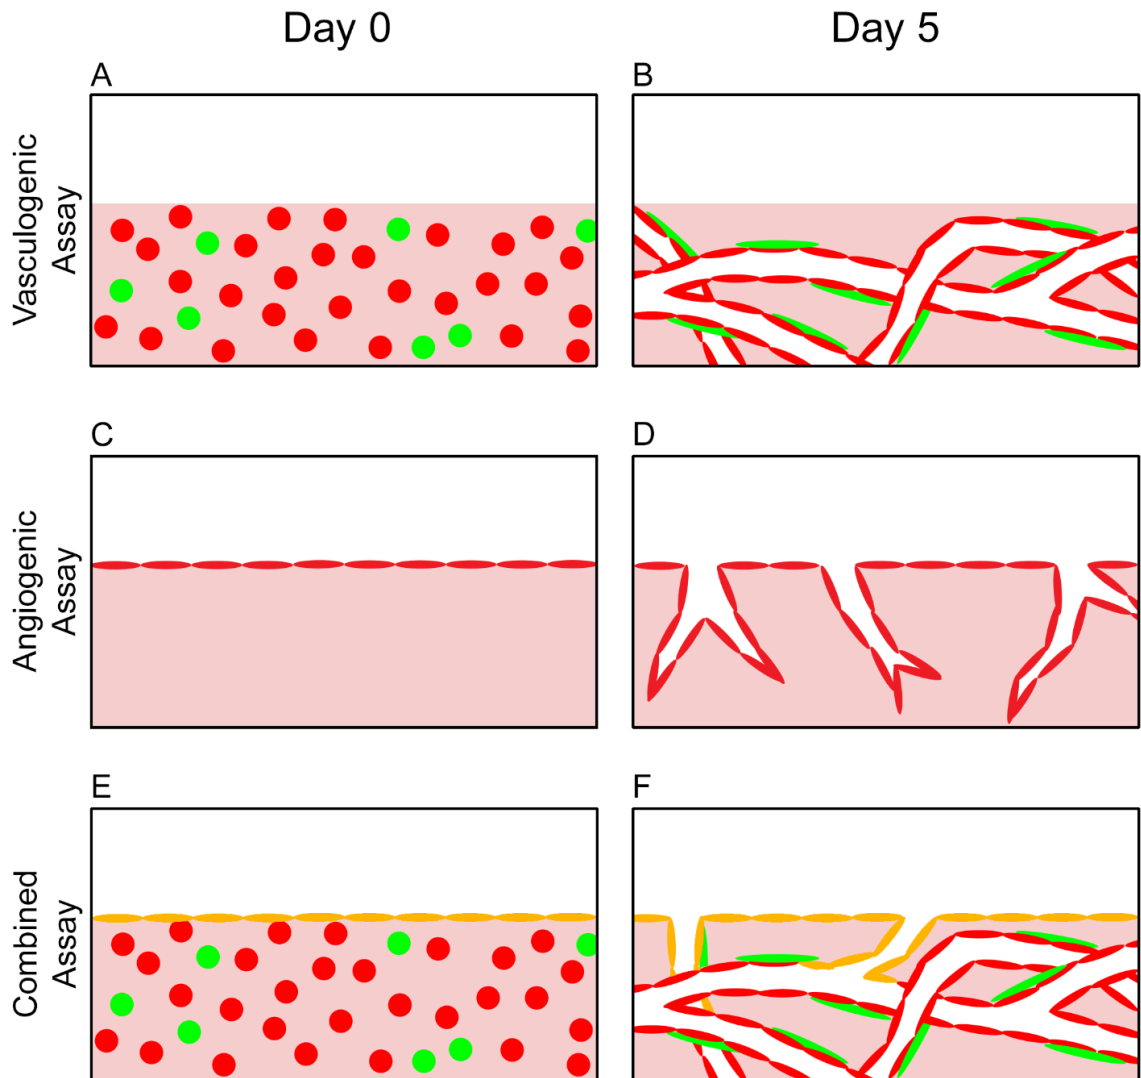 Day 0
Day 5
A
B
Vasculogenic
Assay
C
D
Angiogenic
Assay
E
F
Combined
Assay